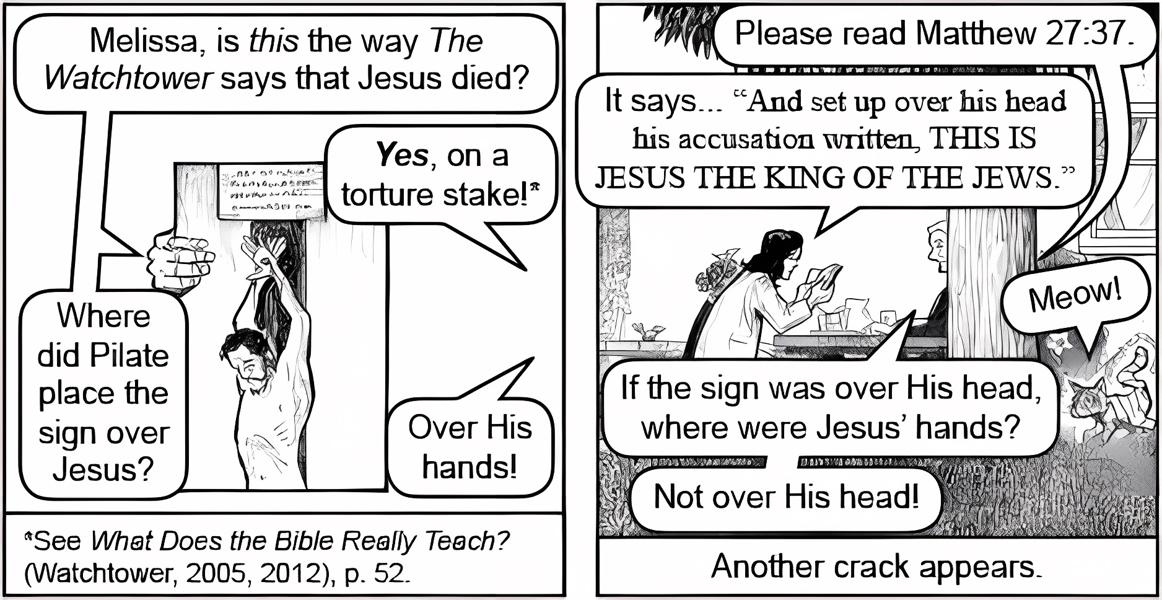 Melissa, is this the way The
Watchtower says that Jesus died?
Yes, on a
torture stake!*
Where
did Pilate
place the
sign over
Jesus?
Over His
hands!
*See What Does the Bible Really Teach?
(Watchtower, 2005, 2012), p. 52.
Please read Matthew 27:37.
It says... “And set up over his head
his accusation written, THIS IS
JESUS THE KING OF THE JEWS.”
Meow!
If the sign was over His head,
where were Jesus’ hands?
Not over His head!
Another crack appears.